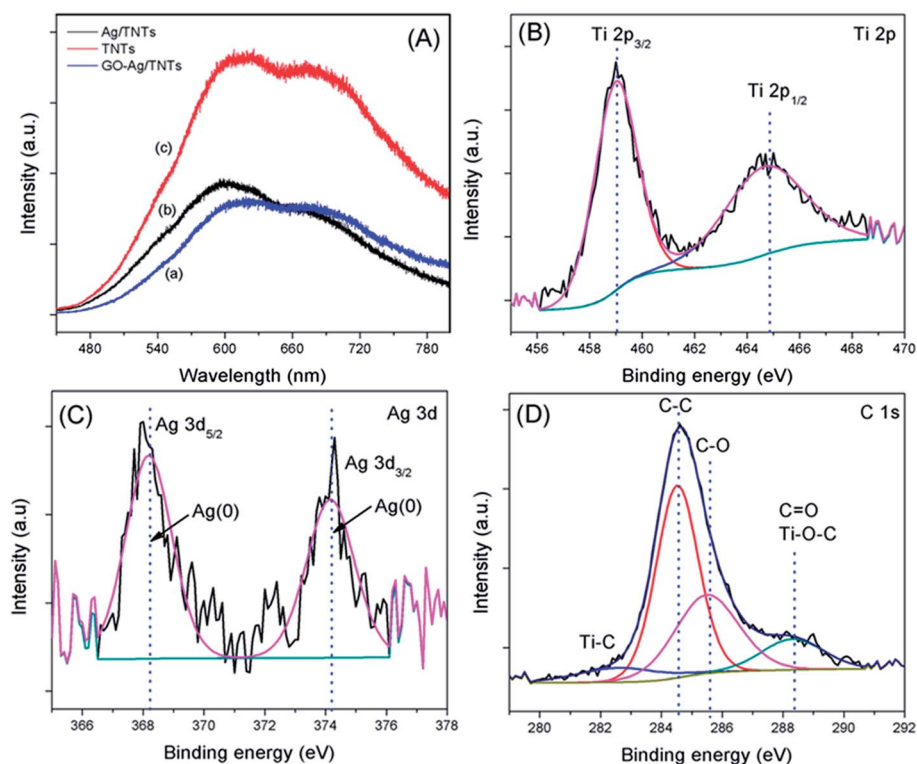 Ag/TNTs
TNTs
GO-Ag/TNTs
(A)
(c)
(b)
(a)
Intensity (a.u.)
480 540 600 660 720 780
Wavelength (nm)
(B)
Ti 2p3/2
Ti 2p
Ti 2p1/2
Intensity (a.u.)
456 458 460 462 464 466 468 470
Binding energy (eV)
(C)
Ag 3d
Ag 3d5/2
Ag 3d3/2
Ag(0)
Ag(0)
Intensity (a.u)
366 368 370 372 374 376 378
Binding energy (eV)
(D)
C-C
C 1s
C-O
C=O
Ti-O-C
Ti-C
Intensity (a.u.)
280 282 284 286 288 290 292
Binding energy (eV)